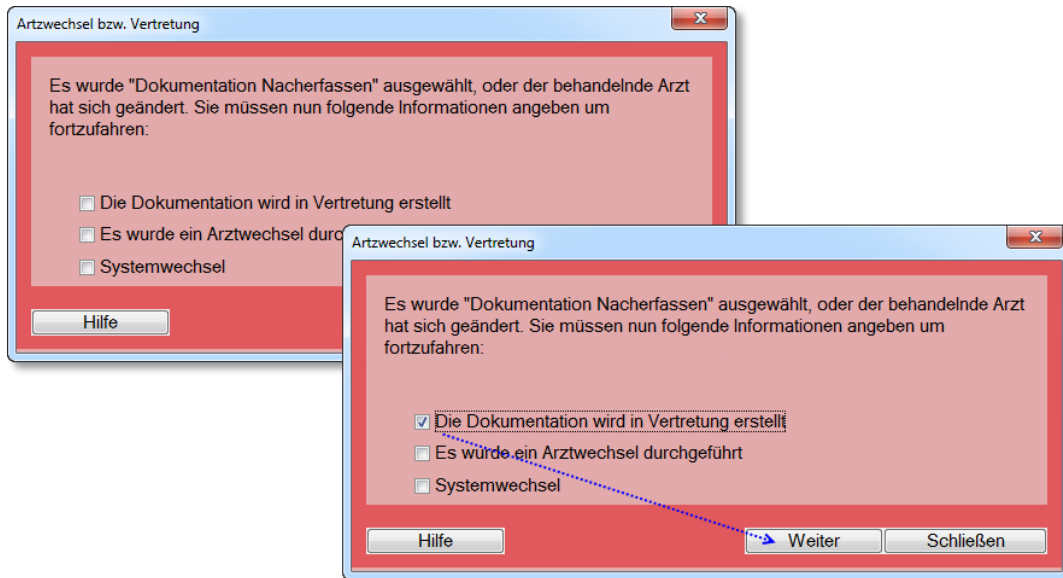 Artzwechsel bzw. Vertretung
Es wurde "Dokumentation Nacherfassen" ausgewählt, oder der behandelnde Arzt
hat sich geändert. Sie müssen nun folgende Informationen angeben um
fortzufahren:
Die Dokumentation wird in Vertretung erstellt
Es wurde ein Arztwechsel durc
Systemwechsel
Hilfe
Artzwechsel bzw. Vertretung
Es wurde "Dokumentation Nacherfassen" ausgewählt, oder der behandelnde Arzt
hat sich geändert. Sie müssen nun folgende Informationen angeben um
fortzufahren:
Die Dokumentation wird in Vertretung erstellt
Es wurde ein Arztwechsel durchgeführt
Systemwechsel
Hilfe Weiter Schließen